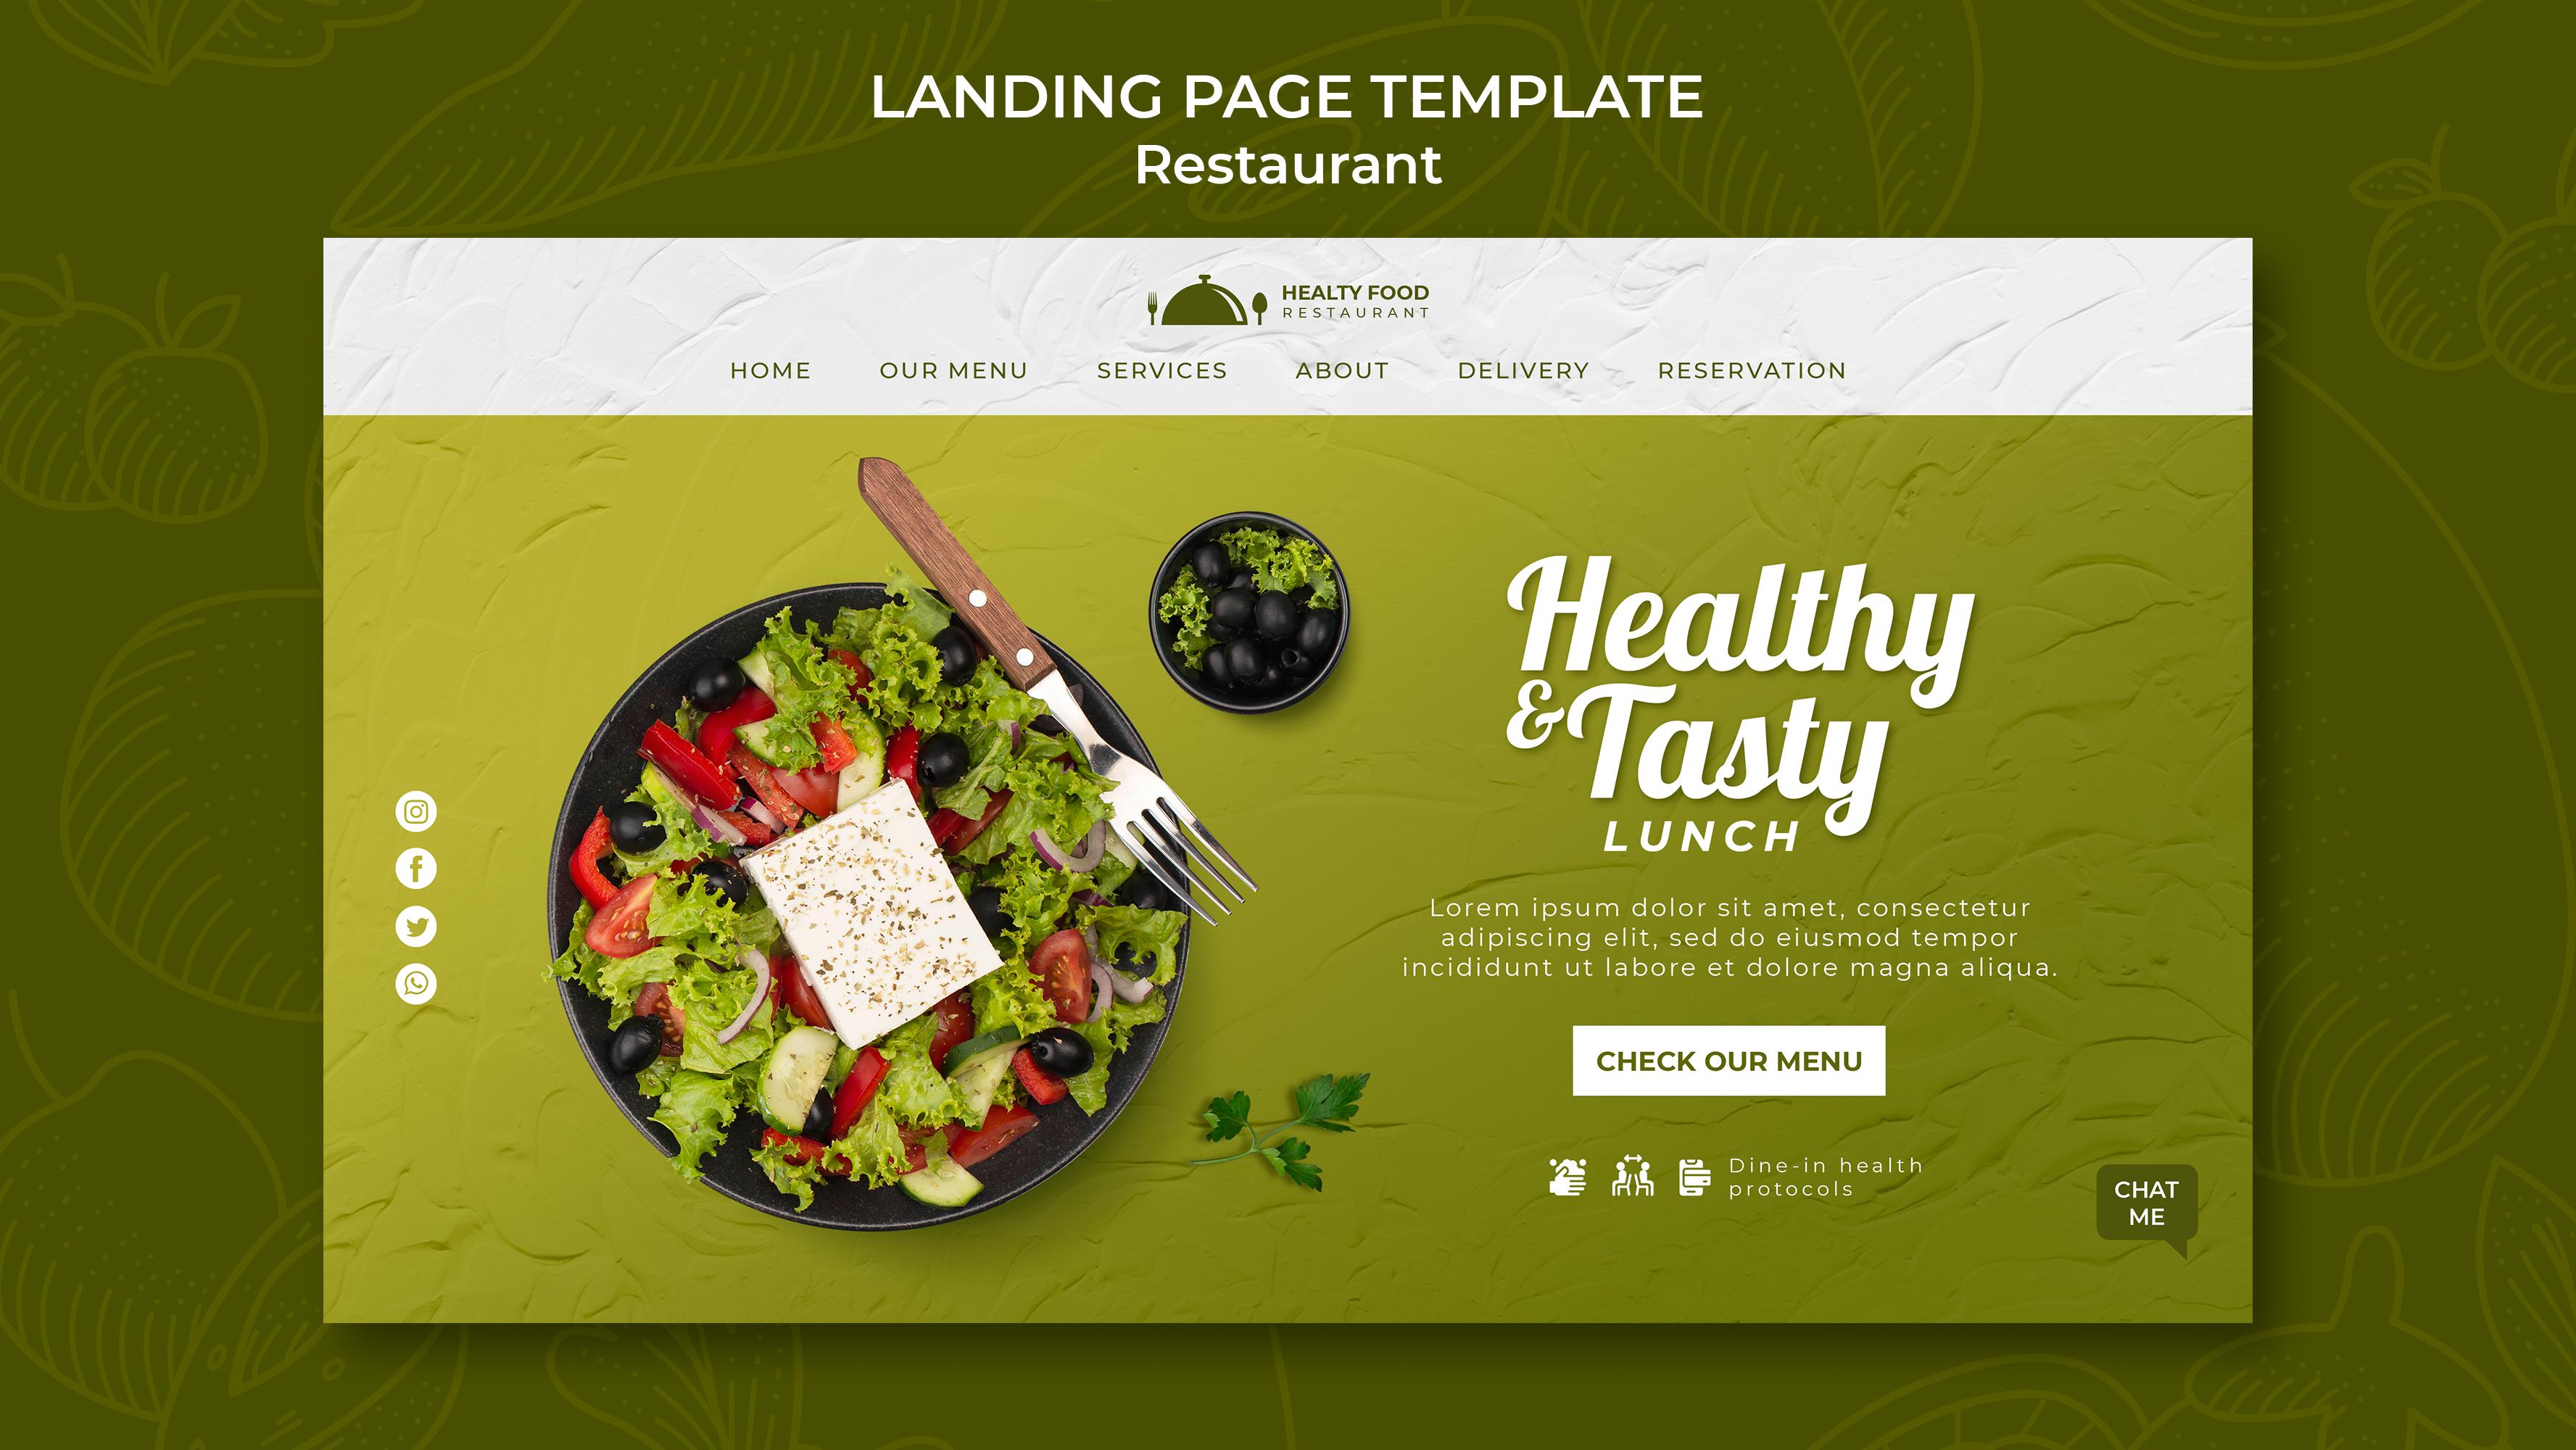 LANDING PAGE TEMPLATE
Restaurant
HEALTY FOOD
RESTAURANT
HOME OUR MENU SERVICES ABOUT DELIVERY RESERVATION
Healthy
& Tasty
LUNCH
Lorem ipsum dolor sit amet, consectetur
adipiscing elit, sed do eiusmod tempor
incididunt ut labore et dolore magna aliqua.
CHECK OUR MENU
Dine-in health
protocols
CHAT
ME